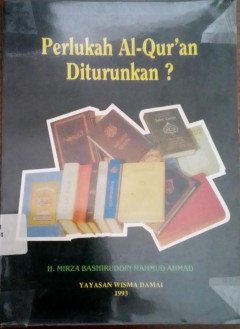 Perlukah Al-Qur'an
Diturunkan ?
H. MIRZA BASHIRUDDIN MAHMUD AHMAD
YAYASAN WISMA DAMAI
1993